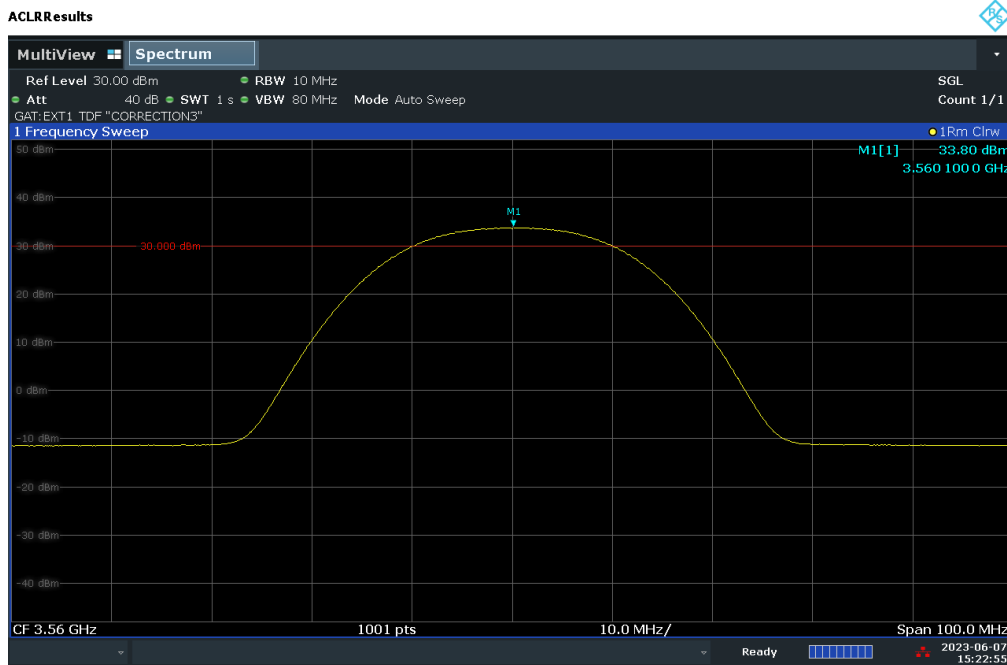 ACLRResults
R&S
MultiView Spectrum
Ref Level 30.00 dBm RBW 10 MHz SGL
Att 40 dB SWT 1 s VBW 80 MHz Mode Auto Sweep Count 1/1
GAT:EXT1 TDF "CORRECTION3"
1 Frequency Sweep 1Rm Clrw
50 dBm M1[1] 33.80 dBm
3.560 100 0 GHz
40 dBm
M1
30 dBm 30.000 dBm
20 dBm
10 dBm
0 dBm
-10 dBm
-20 dBm
-30 dBm
-40 dBm
CF 3.56 GHz 1001 pts 10.0 MHz/ Span 100.0 MHz
Ready 2023-06-07
15:22:55